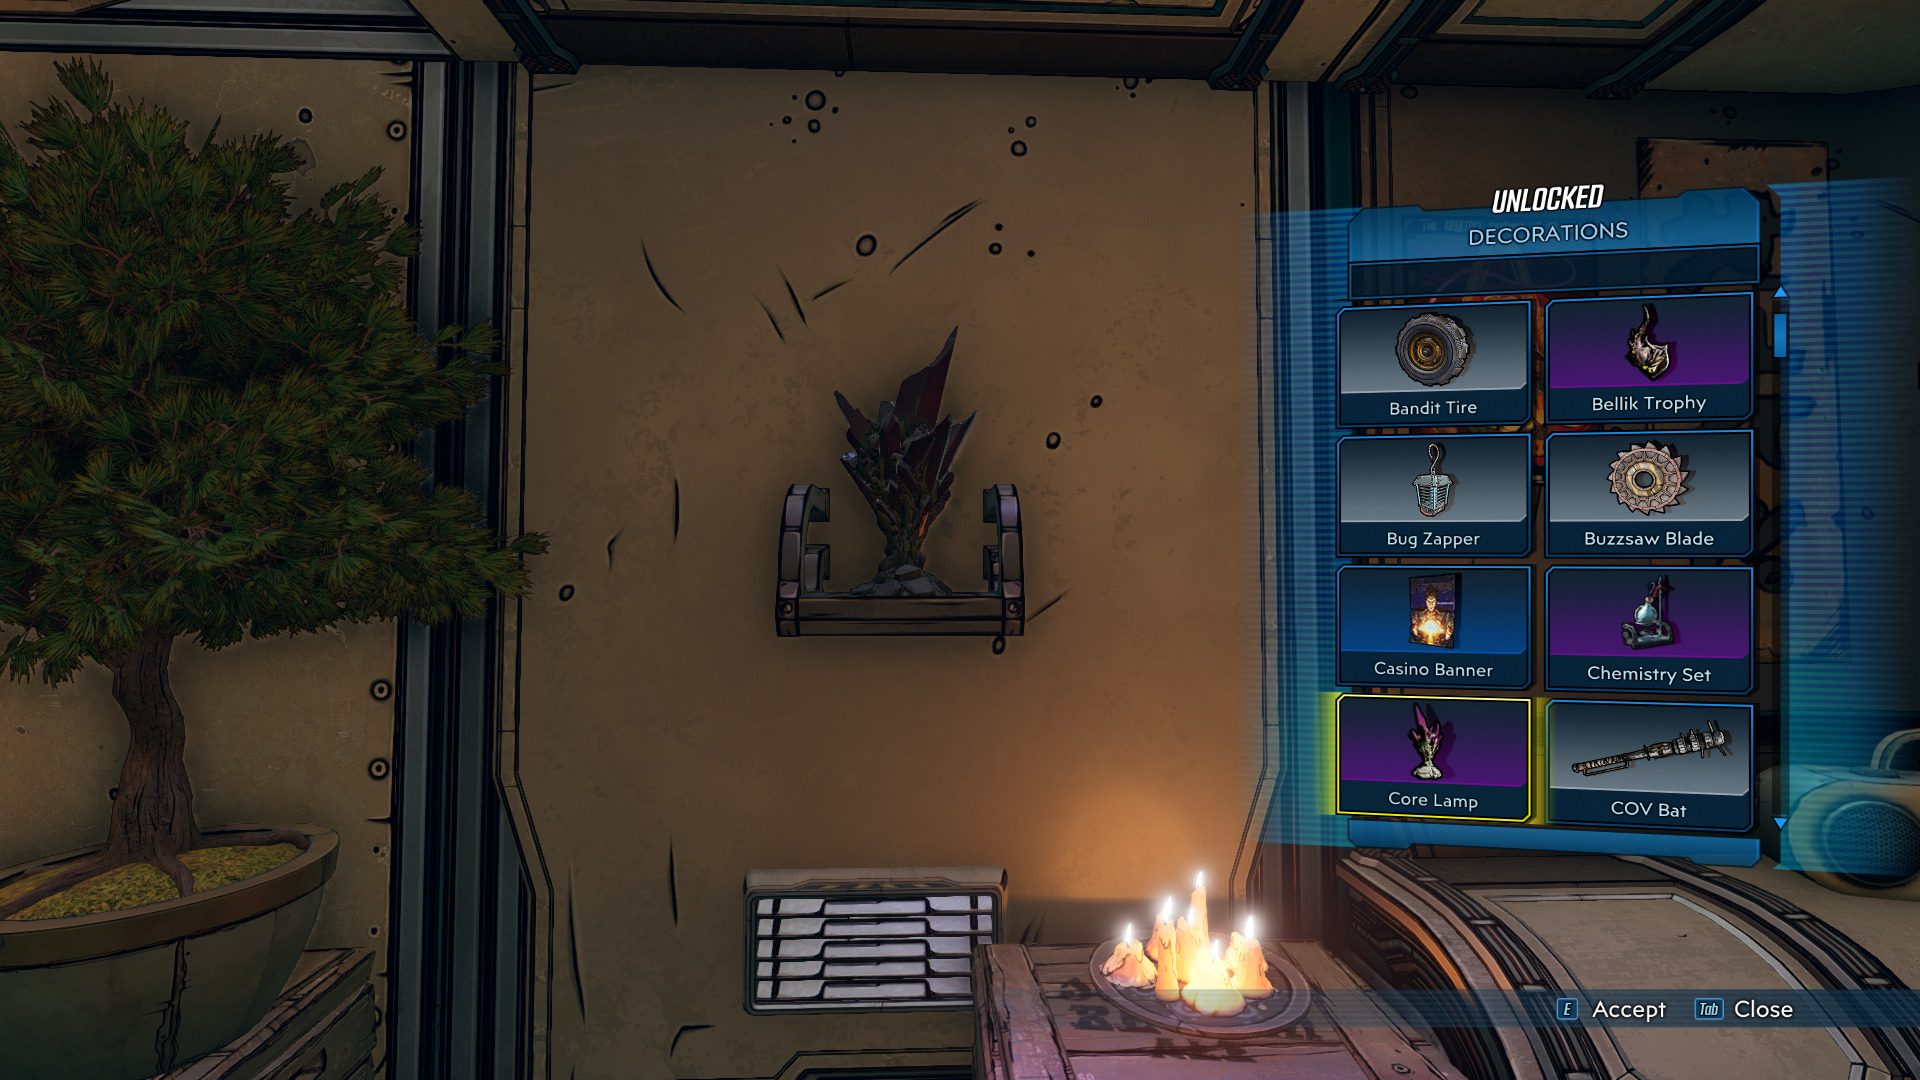 UNLOCKED
DECORATIONS
Bandit Tire
Bellik Trophy
Bug Zapper
Buzzsaw Blade
Casino Banner
Chemistry Set
Core Lamp
COV Bat
E Accept Tab Close